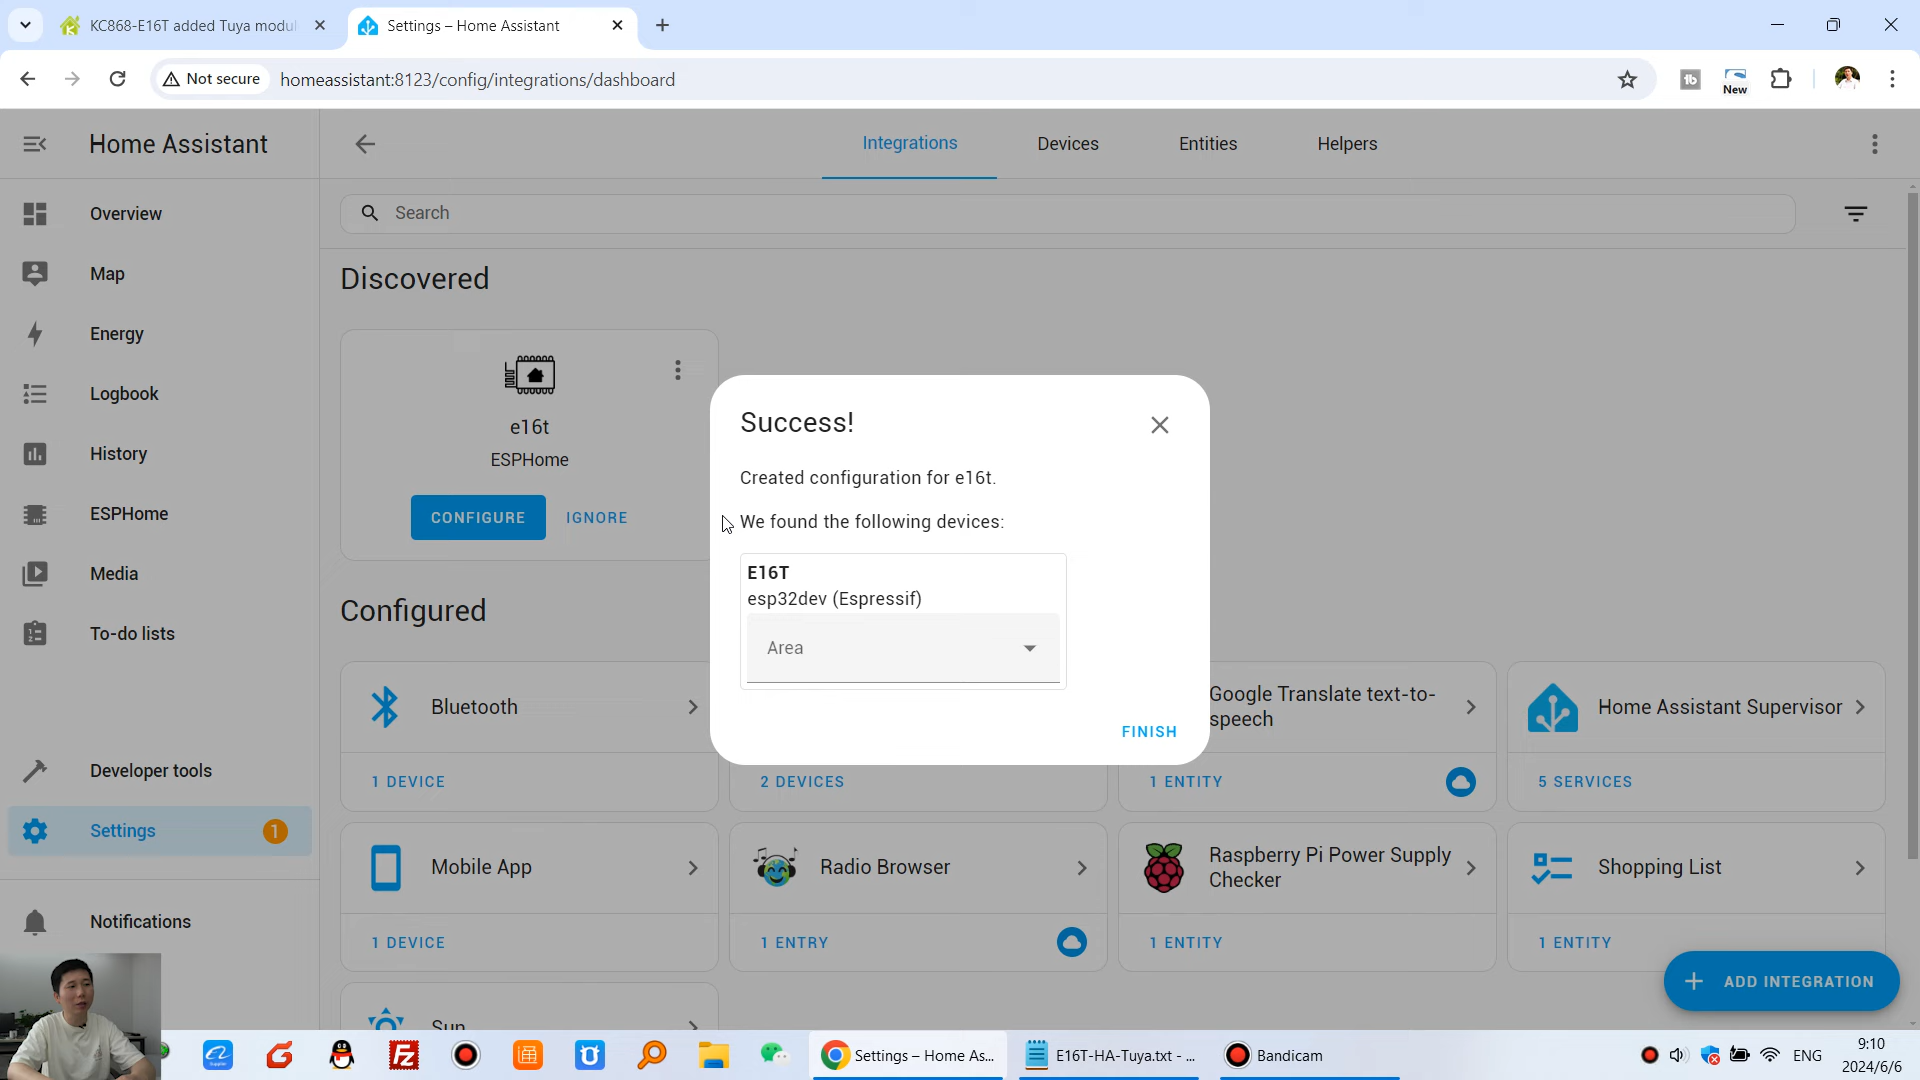 KC868-E16T added Tuya modul
Settings – Home Assistant
Not secure
homeassistant:8123/config/integrations/dashboard
New
Home Assistant
Integrations
Devices
Entities
Helpers
Overview
Map
Energy
Logbook
History
ESPHome
Media
To-do lists
Developer tools
Settings
1
Notifications
Search
Discovered
e16t
ESPHome
CONFIGURE
IGNORE
Configured
Success!
Created configuration for e16t.
We found the following devices:
E16T
esp32dev (Espressif)
Area
FINISH
Bluetooth
1 DEVICE
2 DEVICES
Google Translate text-to-
speech
1 ENTITY
Home Assistant Supervisor
5 SERVICES
Mobile App
1 DEVICE
Radio Browser
1 ENTRY
Raspberry Pi Power Supply
Checker
1 ENTITY
Shopping List
1 ENTITY
ADD INTEGRATION
Sun
Settings – Home As...
E16T-HA-Tuya.txt - ...
Bandicam
ENG
9:10
2024/6/6